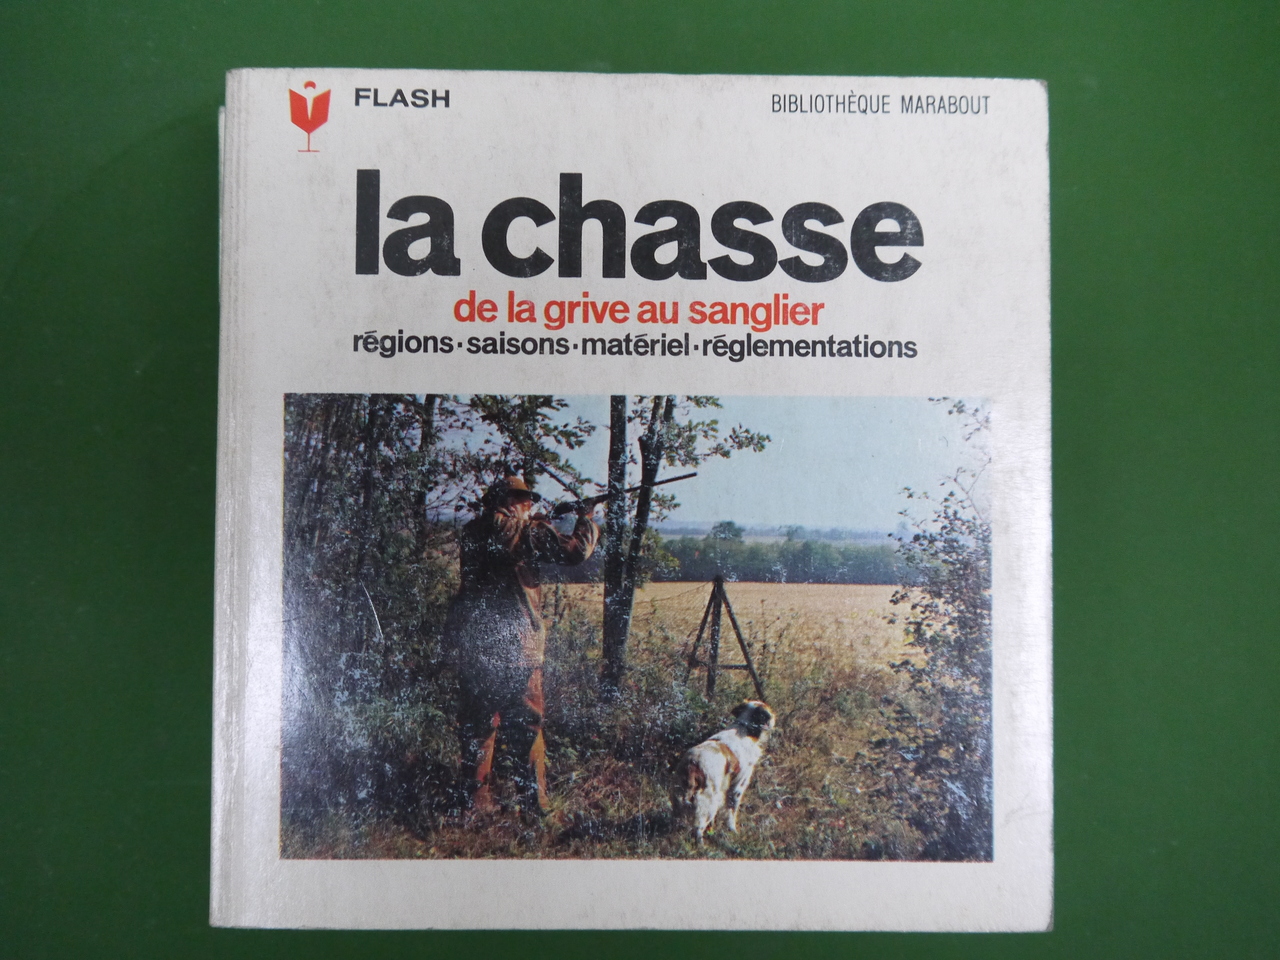 FLASH
BIBLIOTHÈQUE MARABOUT
la chasse
de la grive au sanglier
régions·saisons·matériel·réglementations